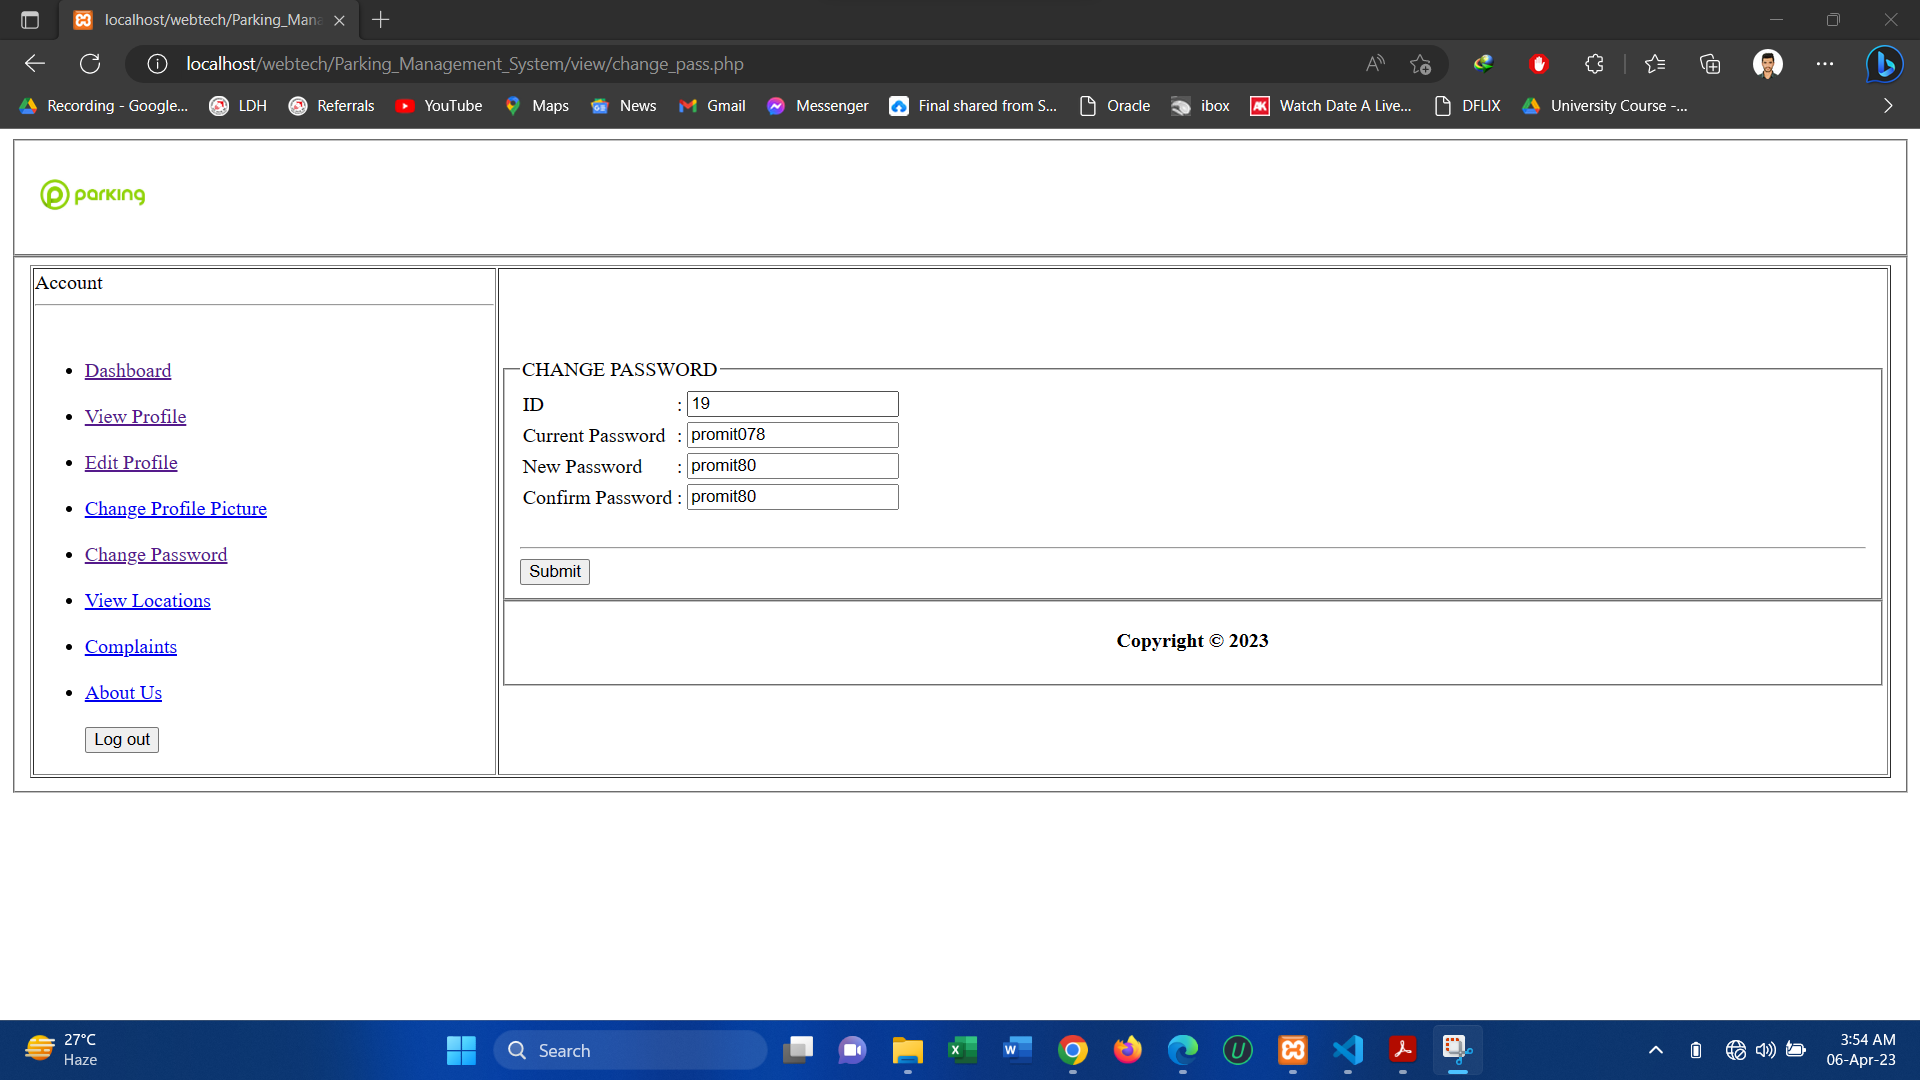 localhost/webtech/Parking_Mana
localhost/webtech/Parking_Management_System/view/change_pass.php
Recording - Google... LDH Referrals YouTube Maps News Gmail Messenger Final shared from S... Oracle ibox Watch Date A Live... DFLIX University Course -...
parking
Account
Dashboard
View Profile
Edit Profile
Change Profile Picture
Change Password
View Locations
Complaints
About Us
Log out
CHANGE PASSWORD
ID : 19
Current Password : promit078
New Password : promit80
Confirm Password : promit80
Submit
Copyright © 2023
27°C
Haze
Search
3:54 AM
06-Apr-23